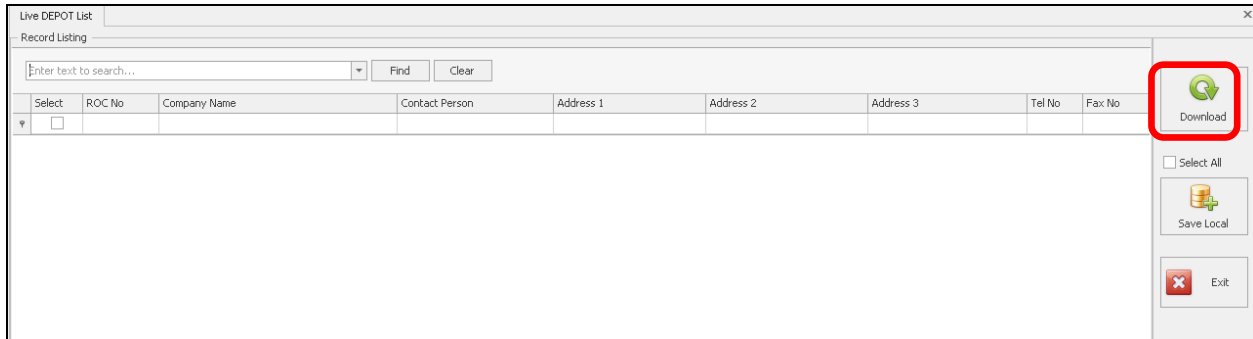 Live DEPOT List
Record Listing
Enter text to search...
Find
Clear
Select ROC No Company Name Contact Person Address 1 Address 2 Address 3 Tel No Fax No
Download
Select All
Save Local
Exit